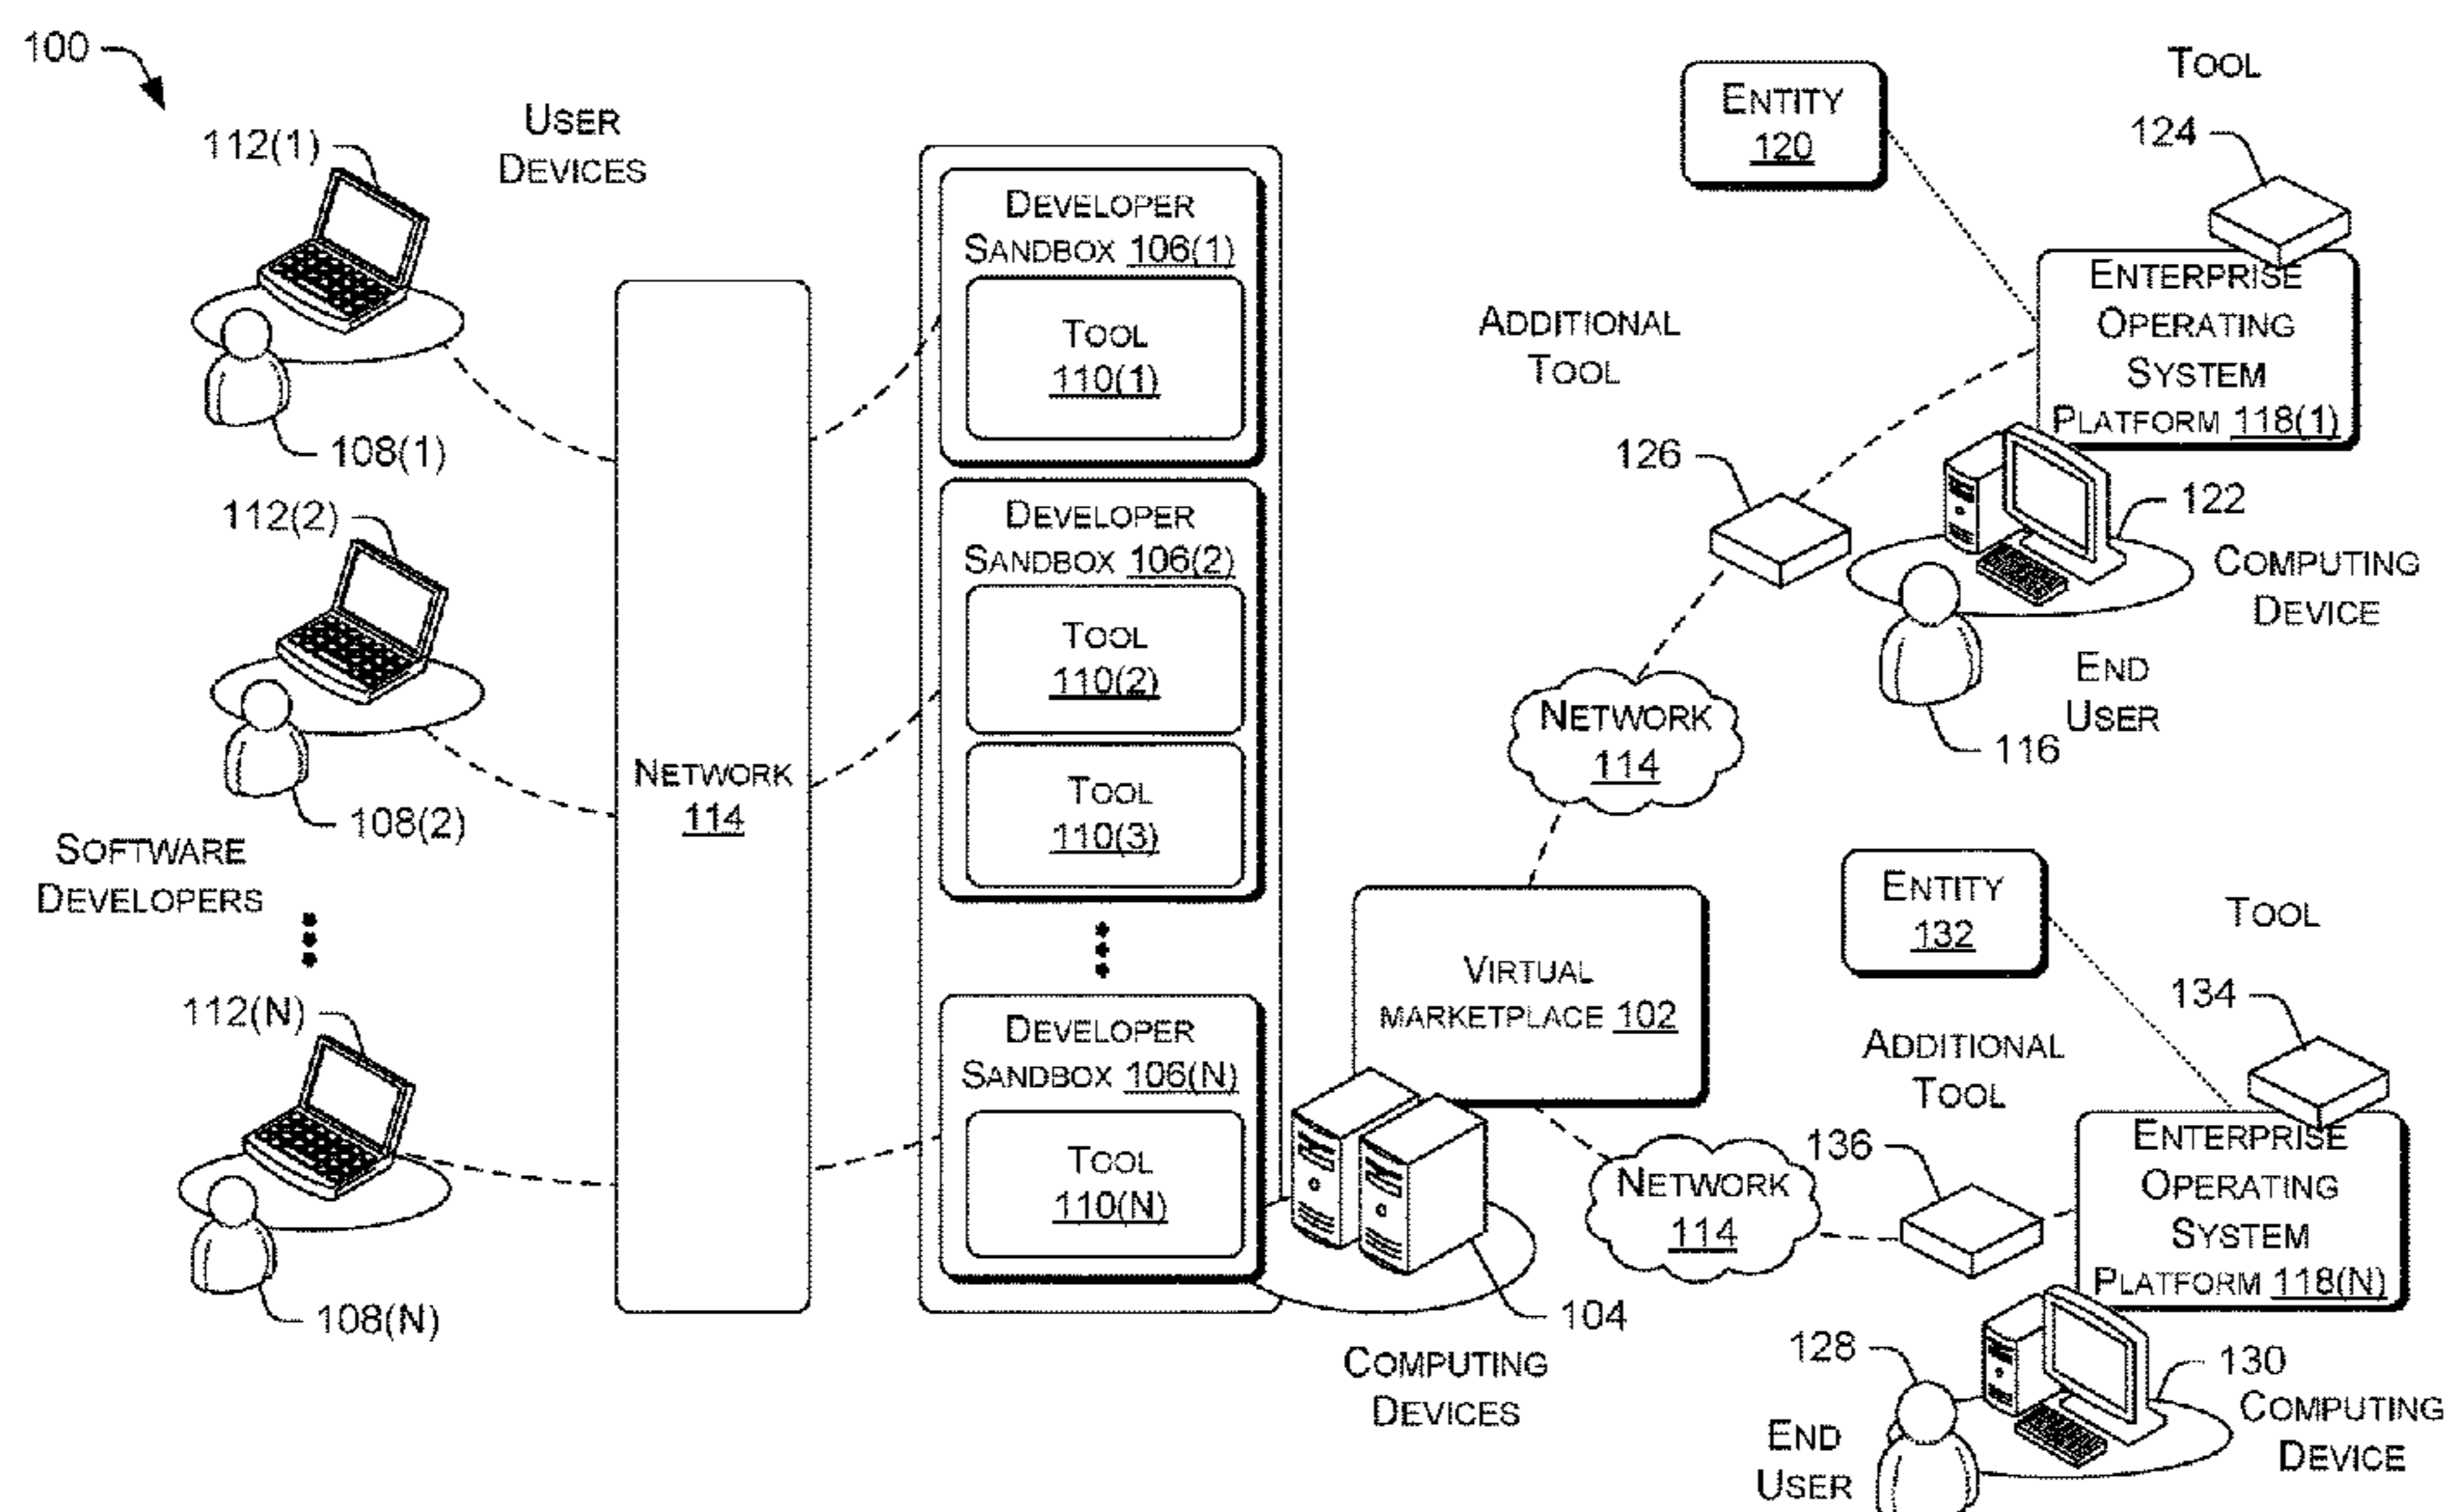 100
112(1)
USER
DEVICES
108(1)
112(2)
108(2)
SOFTWARE
DEVELOPERS
112(N)
108(N)
NETWORK
114
DEVELOPER
SANDBOX 106(1)
TOOL
110(1)
DEVELOPER
SANDBOX 106(2)
TOOL
110(2)
TOOL
110(3)
DEVELOPER
SANDBOX 106(N)
TOOL
110(N)
VIRTUAL
MARKETPLACE 102
104
COMPUTING
DEVICES
ENTITY
120
TOOL
124
ENTERPRISE
OPERATING
SYSTEM
PLATFORM 118(1)
ADDITIONAL
TOOL
126
122
COMPUTING
DEVICE
END
USER
116
NETWORK
114
ENTITY
132
TOOL
134
ADDITIONAL
TOOL
136
ENTERPRISE
OPERATING
SYSTEM
PLATFORM 118(N)
NETWORK
114
128
130
COMPUTING
DEVICE
END
USER